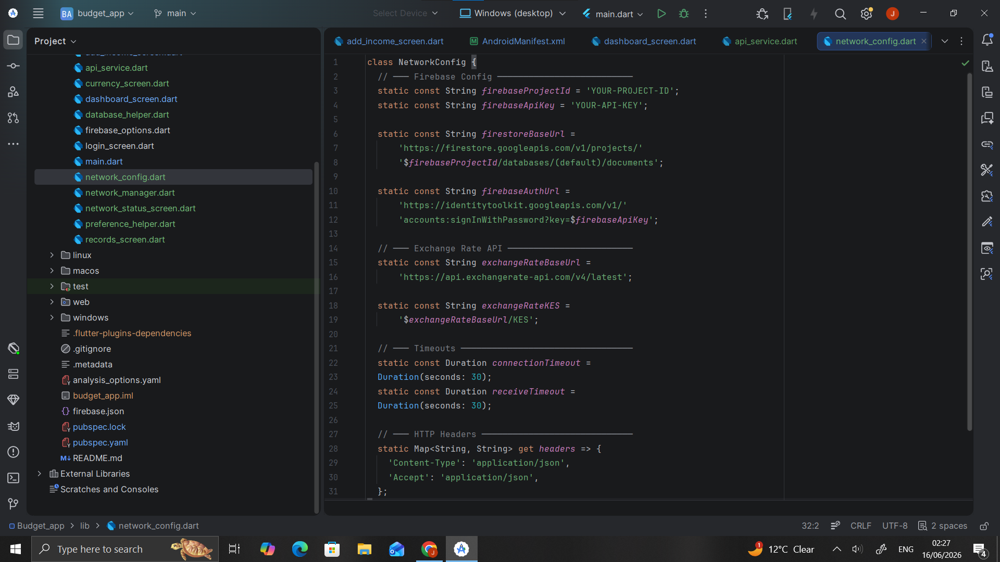 BA budget_app
main
Select Device
Windows (desktop)
main.dart
J
Project
add_income_screen.dart
AndroidManifest.xml
dashboard_screen.dart
api_service.dart
network_config.dart
add_income_screen.dart
api_service.dart
currency_screen.dart
dashboard_screen.dart
database_helper.dart
firebase_options.dart
login_screen.dart
main.dart
network_config.dart
network_manager.dart
network_status_screen.dart
preference_helper.dart
records_screen.dart
linux
macos
test
web
windows
.flutter-plugins-dependencies
.gitignore
.metadata
analysis_options.yaml
budget_app.iml
firebase.json
pubspec.lock
pubspec.yaml
M↓ README.md
External Libraries
Scratches and Consoles
1 class NetworkConfig {
2 // ─── Firebase Config ──────────────────────────
3 static const String firebaseProjectId = 'YOUR-PROJECT-ID';
4 static const String firebaseApiKey = 'YOUR-API-KEY';
5
6 static const String firestoreBaseUrl =
7 'https://firestore.googleapis.com/v1/projects/'
8 '$firebaseProjectId/databases/(default)/documents';
9
10 static const String firebaseAuthUrl =
11 'https://identitytoolkit.googleapis.com/v1/'
12 'accounts:signInWithPassword?key=$firebaseApiKey';
13
14 // ─── Exchange Rate API ────────────────────────
15 static const String exchangeRateBaseUrl =
16 'https://api.exchangerate-api.com/v4/latest';
17
18 static const String exchangeRateKES =
19 '$exchangeRateBaseUrl/KES';
20
21 // ─── Timeouts ─────────────────────────────────
22 static const Duration connectionTimeout =
23 Duration(seconds: 30);
24 static const Duration receiveTimeout =
25 Duration(seconds: 30);
26
27 // ─── HTTP Headers ─────────────────────────────
28 static Map<String, String> get headers => {
29 'Content-Type': 'application/json',
30 'Accept': 'application/json',
31 };
Budget_app > lib > network_config.dart
32:2
CRLF
UTF-8
2 spaces
Type here to search
1
12°C Clear
ENG
02:27
16/06/2026
4